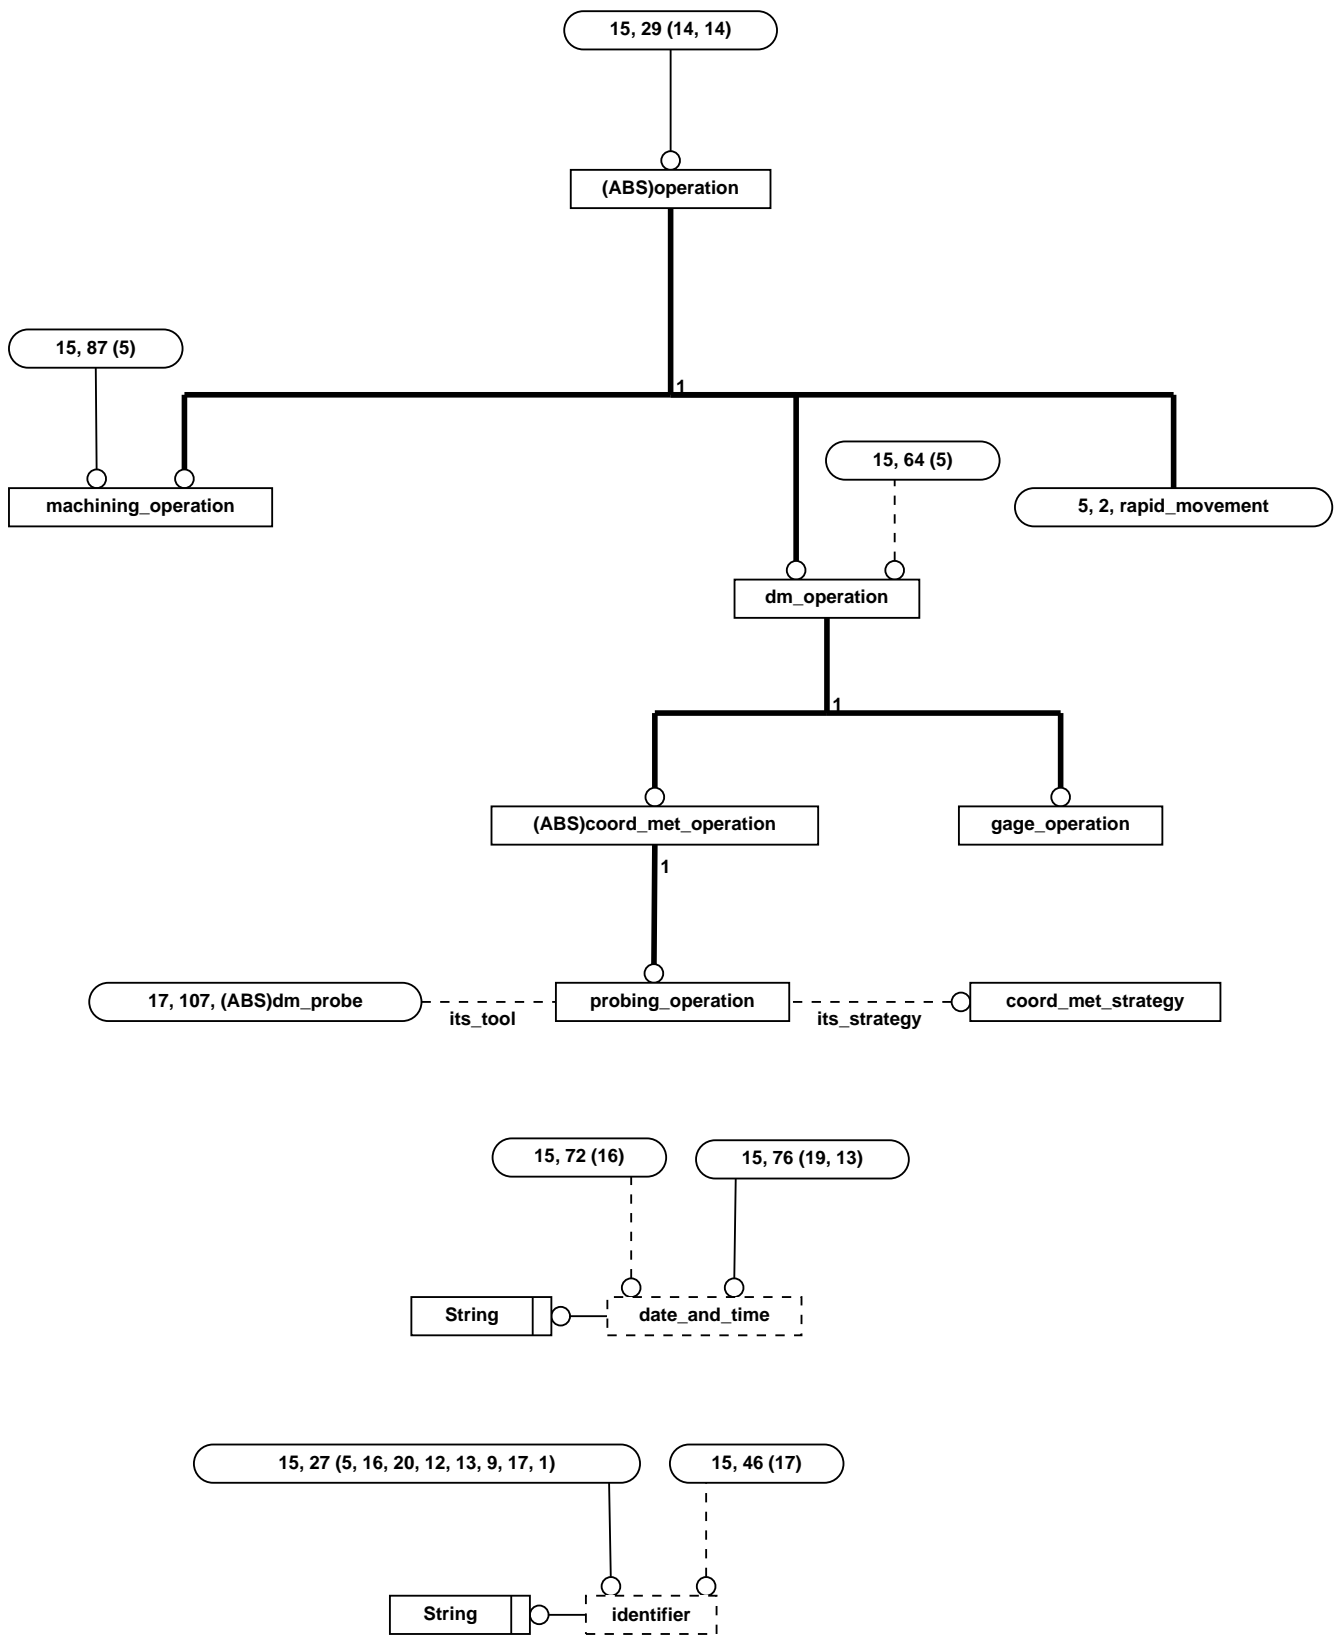 15, 29 (14, 14)
(ABS)operation
15, 87 (5)
1
15, 64 (5)
machining_operation
5, 2, rapid_movement
dm_operation
1
(ABS)coord_met_operation
gage_operation
1
17, 107, (ABS)dm_probe
its_tool
probing_operation
its_strategy
coord_met_strategy
15, 72 (16)
15, 76 (19, 13)
String
date_and_time
15, 27 (5, 16, 20, 12, 13, 9, 17, 1)
15, 46 (17)
String
identifier